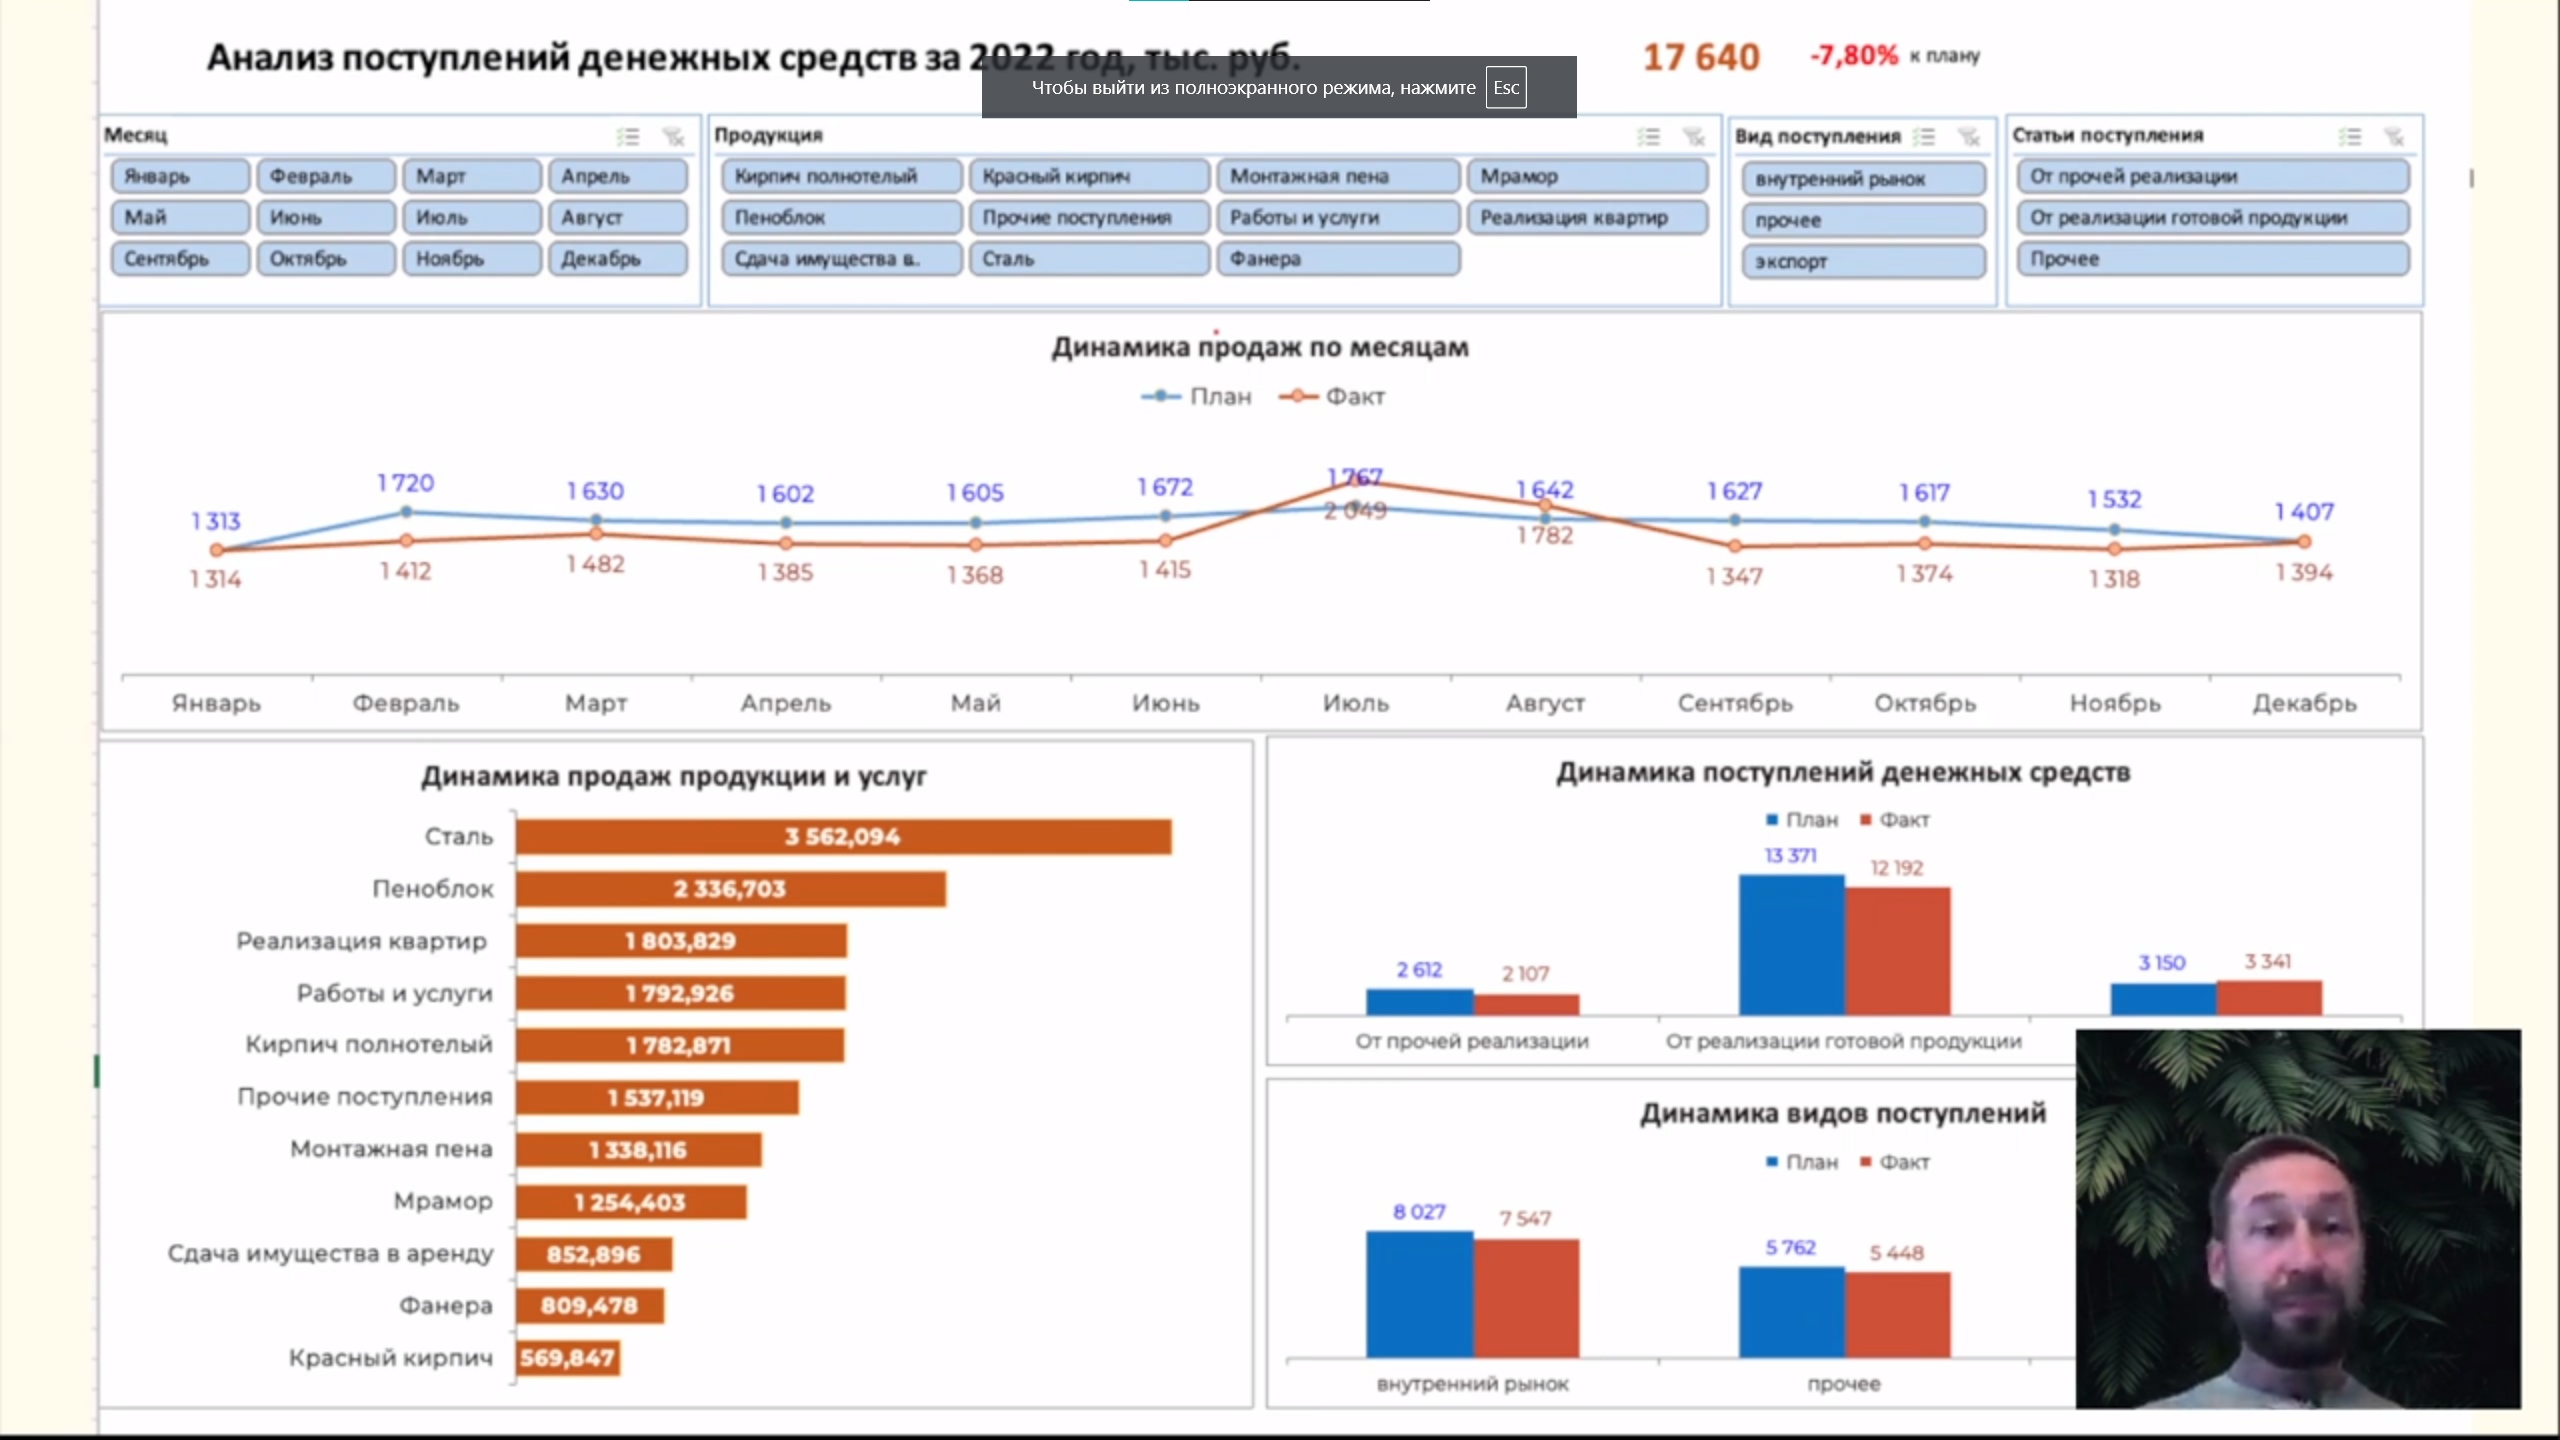 Анализ поступлений денежных средств за 2022 год, тыс. руб.
17 640 -7,80% к плану
Чтобы выйти из полноэкранного режима, нажмите Esc
Месяц
Январь Февраль Март Апрель
Май Июнь Июль Август
Сентябрь Октябрь Ноябрь Декабрь
Продукция
Кирпич полнотелый Красный кирпич Монтажная пена Мрамор
Пеноблок Прочие поступления Работы и услуги Реализация квартир
Сдача имущества в. Сталь Фанера
Вид поступления
внутренний рынок
прочее
экспорт
Статьи поступления
От прочей реализации
От реализации готовой продукции
Прочее
Динамика продаж по месяцам
План Факт
1 313 1 720 1 630 1 602 1 605 1 672 1 767 1 642 1 627 1 617 1 532 1 407
1 314 1 412 1 482 1 385 1 368 1 415 2 049 1 782 1 347 1 374 1 318 1 394
Январь Февраль Март Апрель Май Июнь Июль Август Сентябрь Октябрь Ноябрь Декабрь
Динамика продаж продукции и услуг
Сталь 3 562,094
Пеноблок 2 336,703
Реализация квартир 1 803,829
Работы и услуги 1 792,926
Кирпич полнотелый 1 782,871
Прочие поступления 1 537,119
Монтажная пена 1 338,116
Мрамор 1 254,403
Сдача имущества в аренду 852,896
Фанера 809,478
Красный кирпич 569,847
Динамика поступлений денежных средств
План Факт
2 612 2 107 13 371 12 192 3 150 3 341
От прочей реализации От реализации готовой продукции
Динамика видов поступлений
План Факт
8 027 7 547 5 762 5 448
внутренний рынок прочее